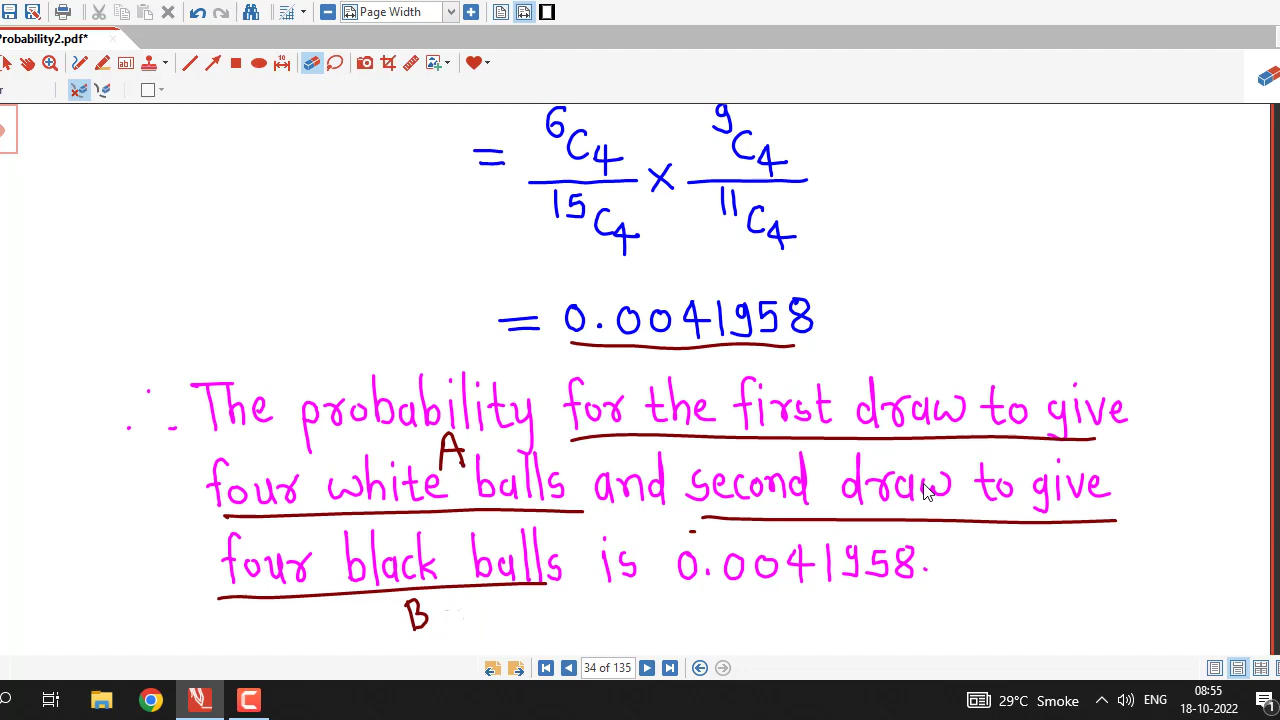 Page Width
Probability2.pdf*
= ⁶C₄ / ¹⁵C₄ × ⁹C₄ / ¹¹C₄
= 0.0041958
∴ The probability for the first draw to give
A
four white balls and second draw to give
four black balls is 0.0041958.
B
34 of 135
29°C Smoke ENG 08:55
18-10-2022